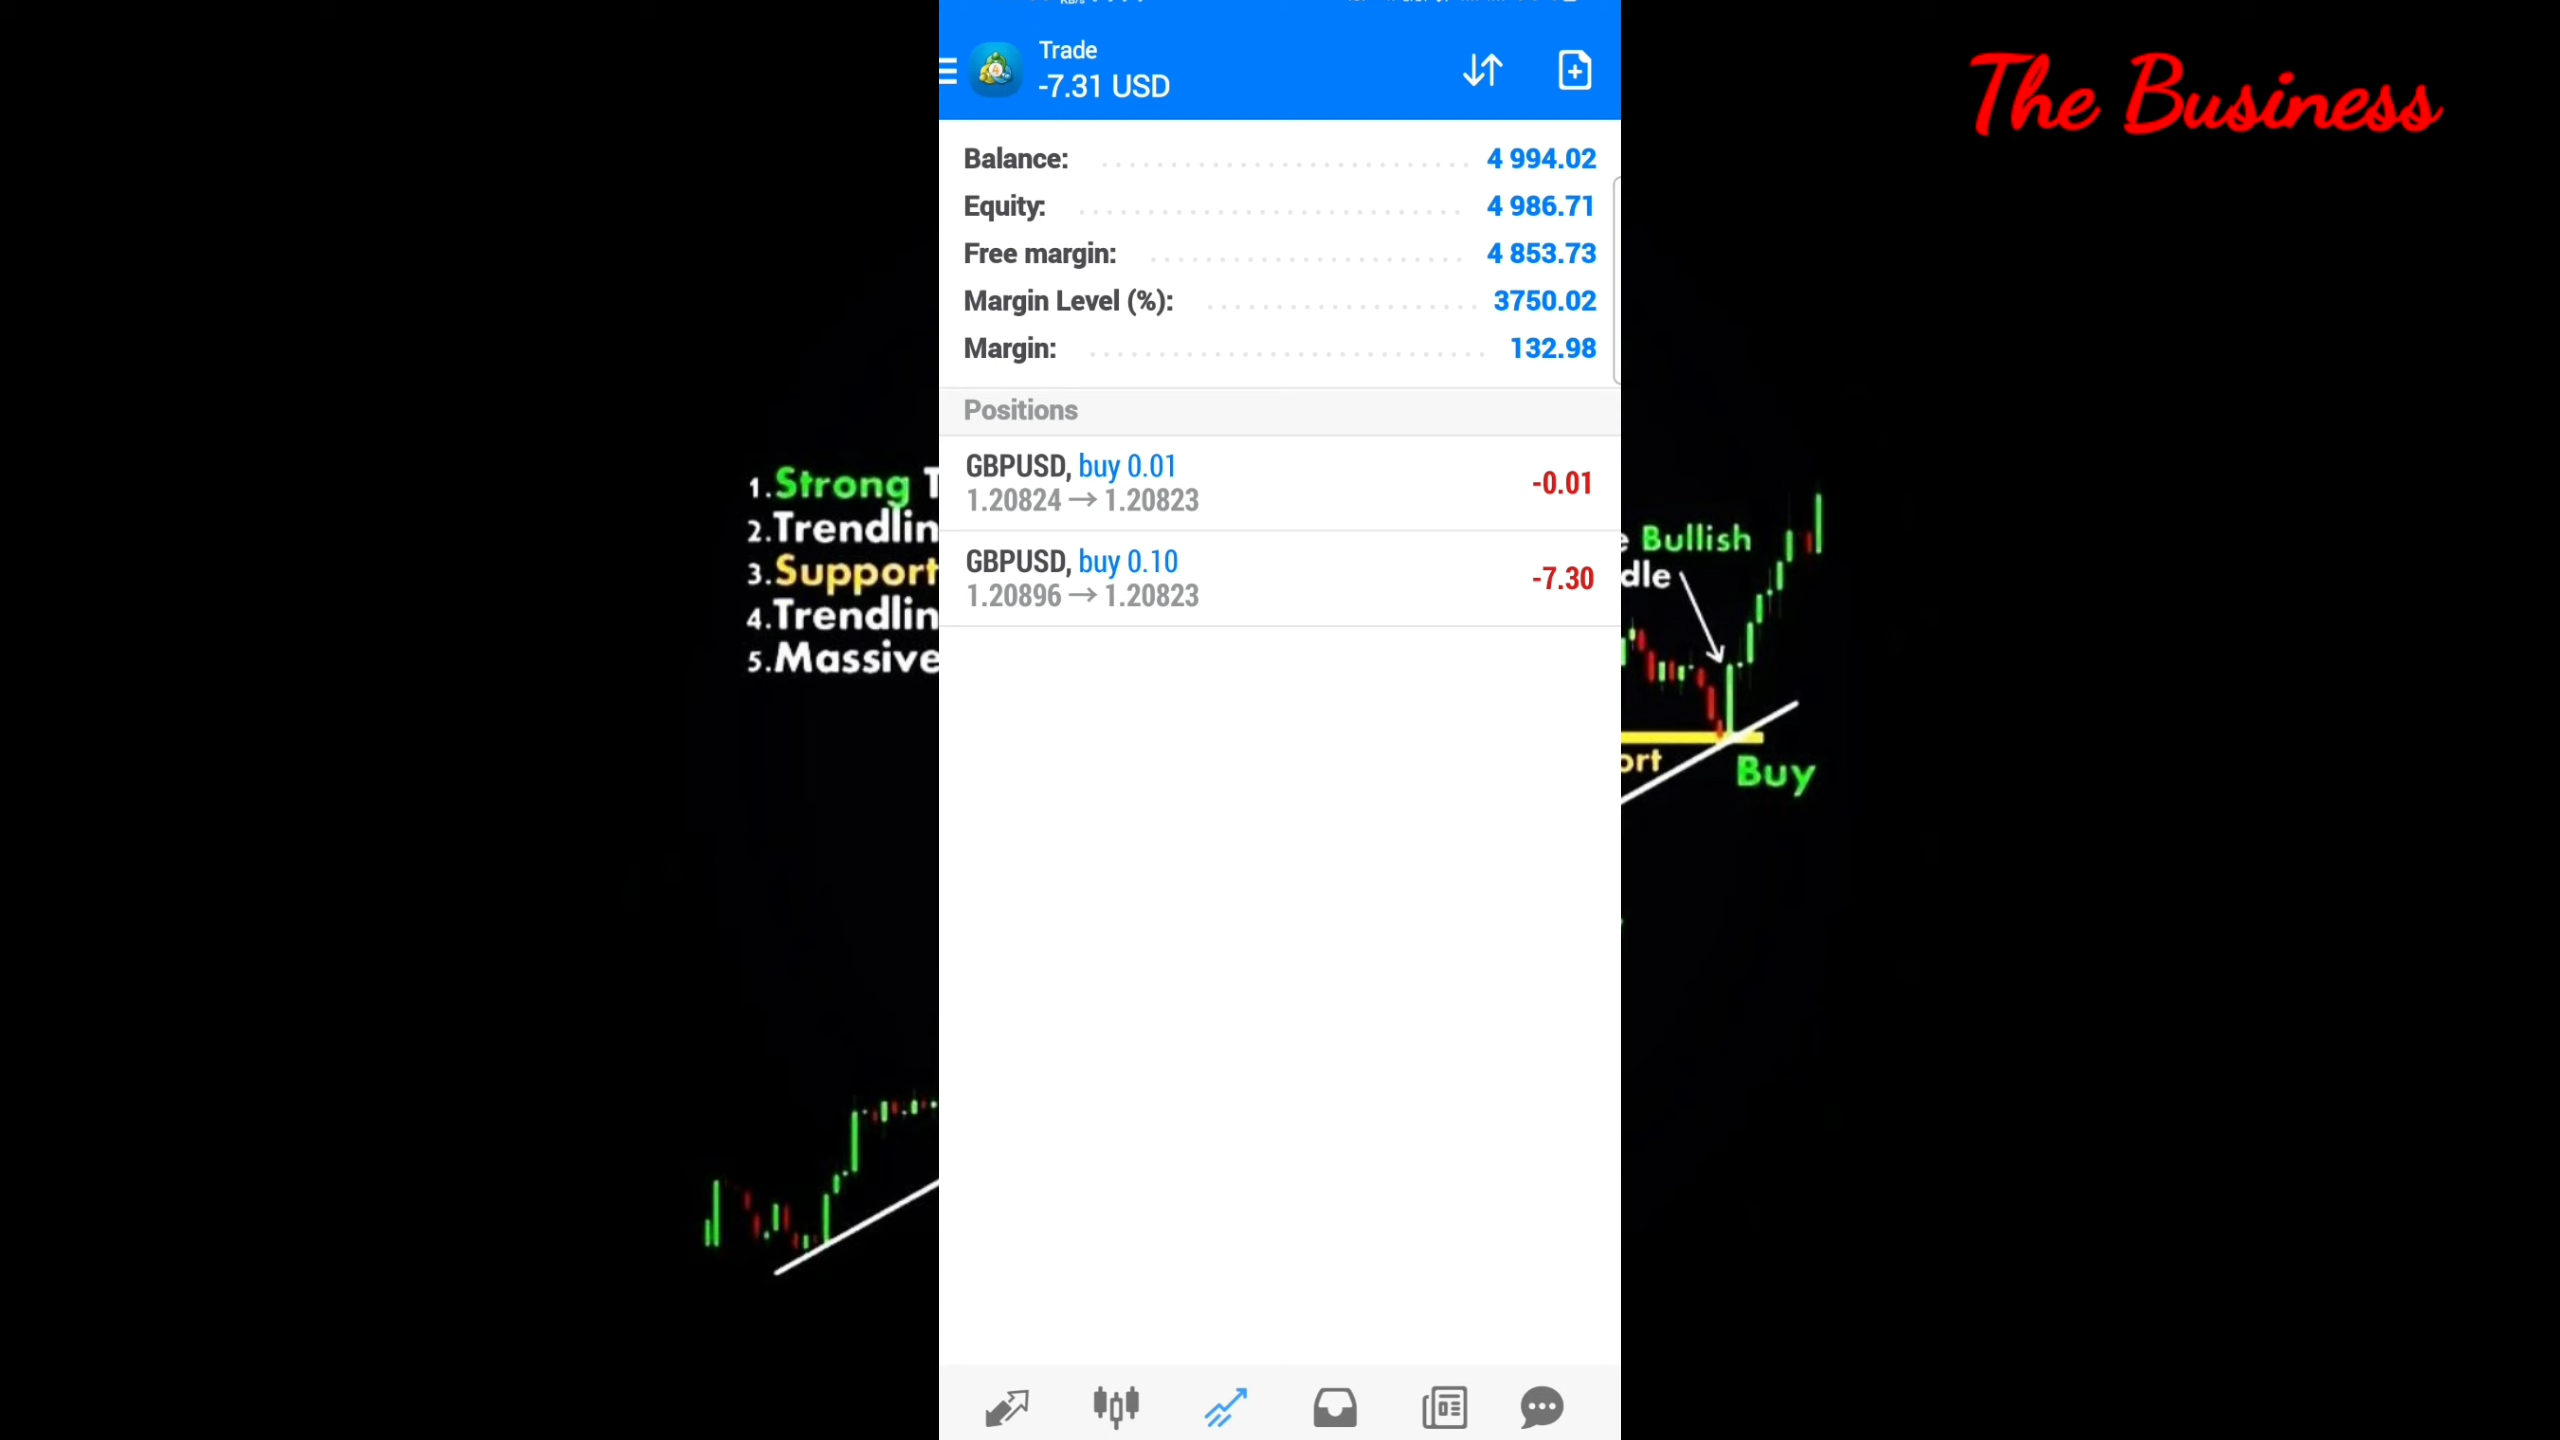 Trade
-7.31 USD
The Business
Balance: 4 994.02
Equity: 4 986.71
Free margin: 4 853.73
Margin Level (%): 3750.02
Margin: 132.98
Positions
GBPUSD, buy 0.01 -0.01
1.20824 → 1.20823
GBPUSD, buy 0.10 -7.30
1.20896 → 1.20823
1.Strong T
2.Trendlin
3.Support
4.Trendlin
5.Massive
Bullish
dle
ort
Buy